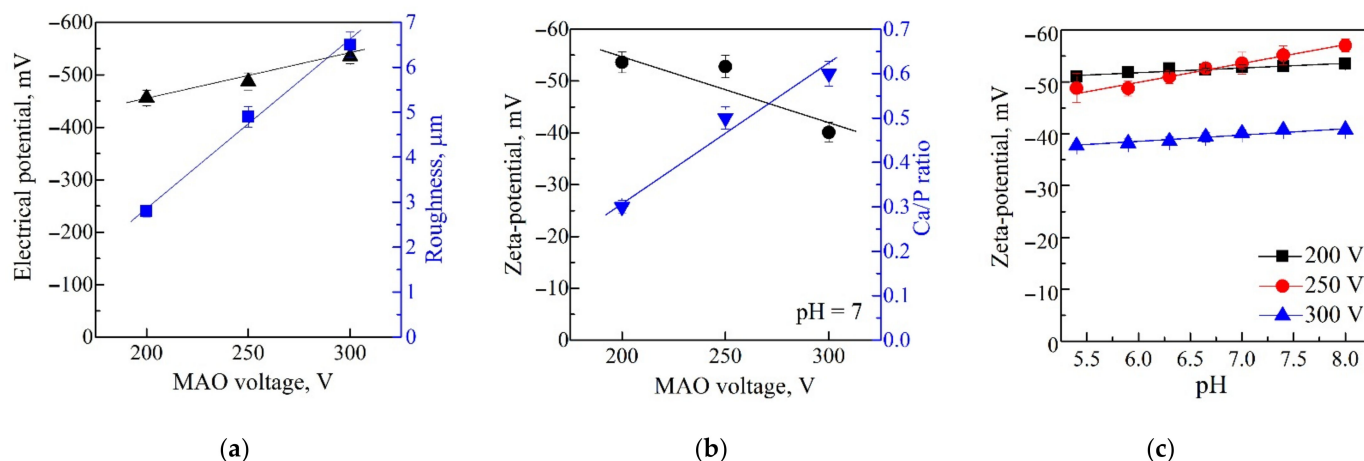 −600
−500
−400
−300
−200
−100
0
Electrical potential, mV
200 250 300
MAO voltage, V
7
6
5
4
3
2
1
0
Roughness, µm
(a)
−60
−50
−40
−30
−20
−10
0
Zeta-potential, mV
pH = 7
200 250 300
MAO voltage, V
0.7
0.6
0.5
0.4
0.3
0.2
0.1
0.0
Ca/P ratio
(b)
−60
−50
−40
−30
−20
−10
0
Zeta-potential, mV
200 V
250 V
300 V
5.5 6.0 6.5 7.0 7.5 8.0
pH
(c)